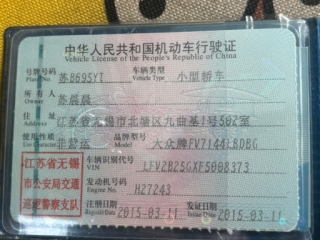 中华人民共和国机动车行驶证
Vehicle License of the People's Republic of China
号牌号码 苏B695YT 车辆类型 小型轿车
Plate No. Vehicle Type
所有人 苏晨晨
Owner
住址 江苏省无锡市北塘区九曲基1号502室
Address
使用性质 非营运 品牌型号 大众牌FV7144LBDBG
Use Character Model
江苏省无锡 车辆识别代号 LFV2B25GXF5008373
VIN
市公安局交通 发动机号码 H27243
Engine No.
巡逻警察支队 注册日期 2015-03-11 发证日期 2015-03-11
Register Date Issue Date